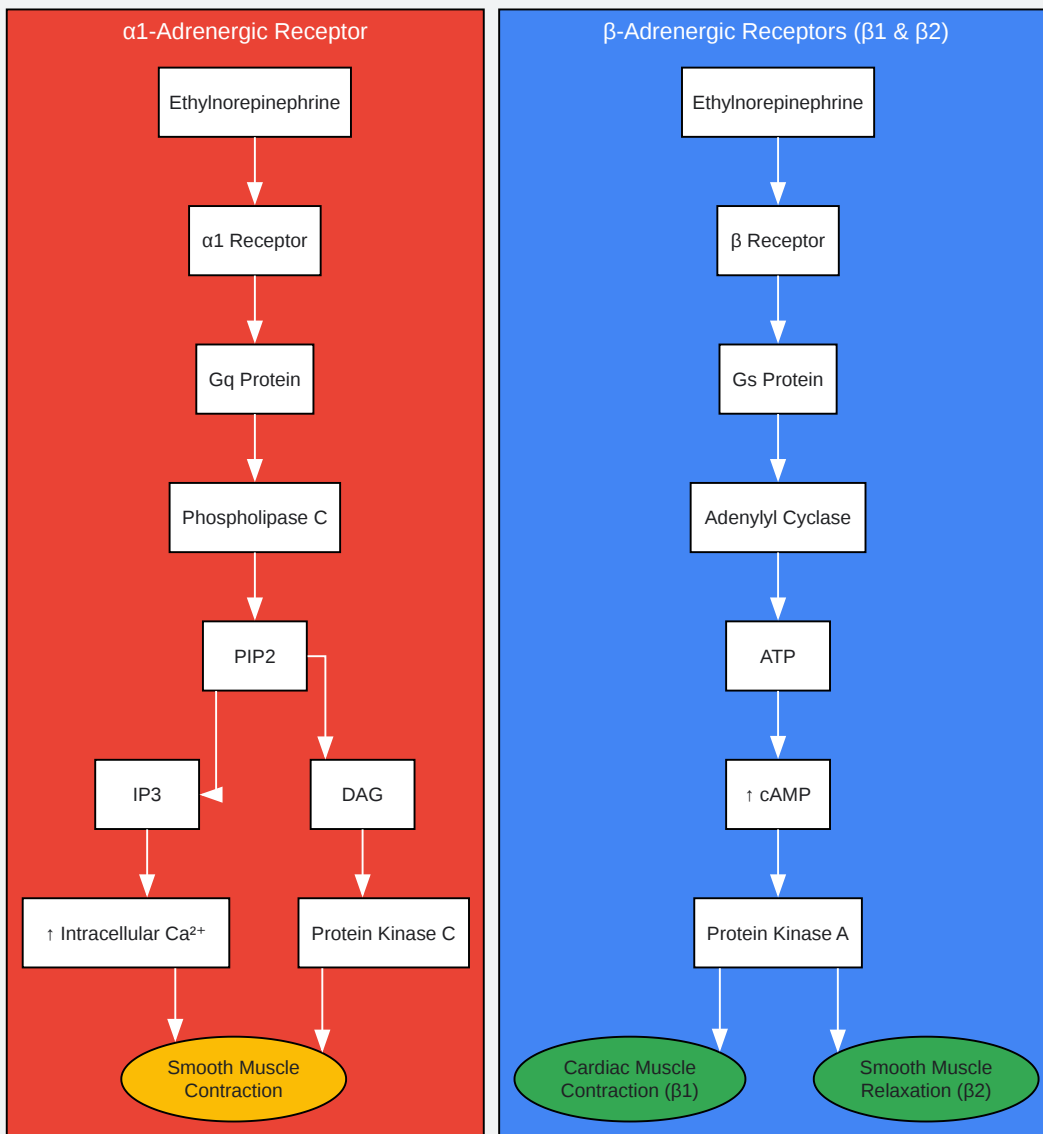 α1-Adrenergic Receptor
Ethylnorepinephrine
α1 Receptor
Gq Protein
Phospholipase C
PIP2
IP3
DAG
↑ Intracellular Ca²⁺
Protein Kinase C
Smooth Muscle
Contraction
β-Adrenergic Receptors (β1 & β2)
Ethylnorepinephrine
β Receptor
Gs Protein
Adenylyl Cyclase
ATP
↑ cAMP
Protein Kinase A
Cardiac Muscle
Contraction (β1)
Smooth Muscle
Relaxation (β2)